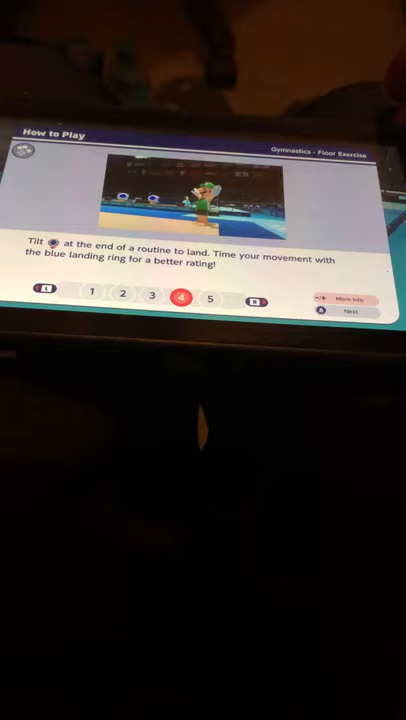 How to Play
Gymnastics - Floor Exercise
Tilt at the end of a routine to land. Time your movement with
the blue landing ring for a better rating!
L 1 2 3 4 5 R
-/+ More Info
A Next